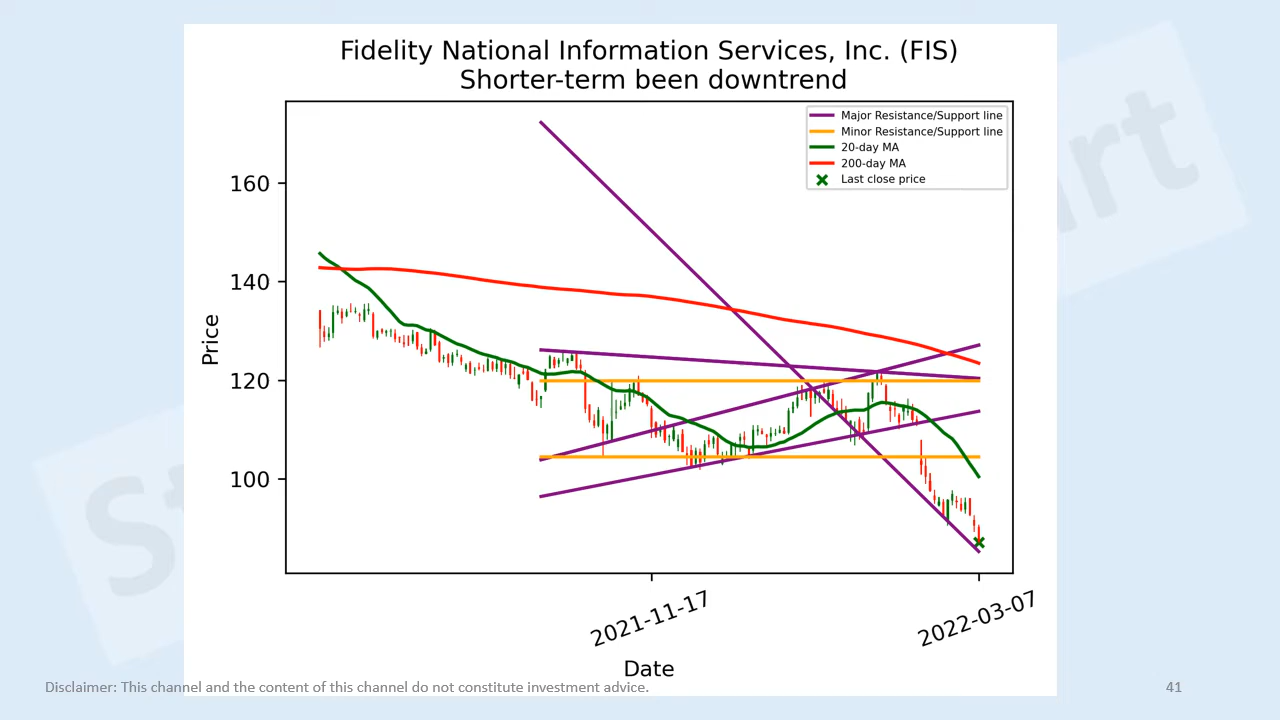 Fidelity National Information Services, Inc. (FIS)
Shorter-term been downtrend
Major Resistance/Support line
Minor Resistance/Support line
20-day MA
200-day MA
Last close price
160
140
120
100
Price
2021-11-17
2022-03-07
Date
Disclaimer: This channel and the content of this channel do not constitute investment advice.
41